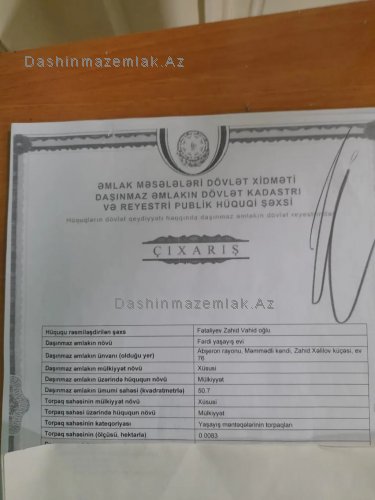 Dashinmazemlak.Az
ƏMLAK MƏSƏLƏLƏRİ DÖVLƏT XİDMƏTİ
DAŞINMAZ ƏMLAKIN DÖVLƏT KADASTRI
VƏ REYESTRİ PUBLİK HÜQUQİ ŞƏXSİ
Hüquqların dövlət qeydiyyatı haqqında daşınmaz əmlakın dövlət reyestrindən
ÇIXARIŞ
Dashinmazemlak.Az
Hüququ rəsmiləşdirilən şəxs Fətəliyev Zahid Vahid oğlu
Daşınmaz əmlakın növü Fərdi yaşayış evi
Daşınmaz əmlakın ünvanı (olduğu yer) Abşeron rayonu, Məmmədli kəndi, Zahid Xəlilov küçəsi, ev
76
Daşınmaz əmlakın mülkiyyət növü Xüsusi
Daşınmaz əmlakın üzərində hüququn növü Mülkiyyət
Daşınmaz əmlakın ümumi sahəsi (kvadratmetrlə) 50.7
Torpaq sahəsinin mülkiyyət növü Xüsusi
Torpaq sahəsi üzərində hüququn növü Mülkiyyət
Torpaq sahəsinin kateqoriyası Yaşayış məntəqələrinin torpaqları
Torpaq sahəsinin (ölçüsü, hektarla) 0.0083